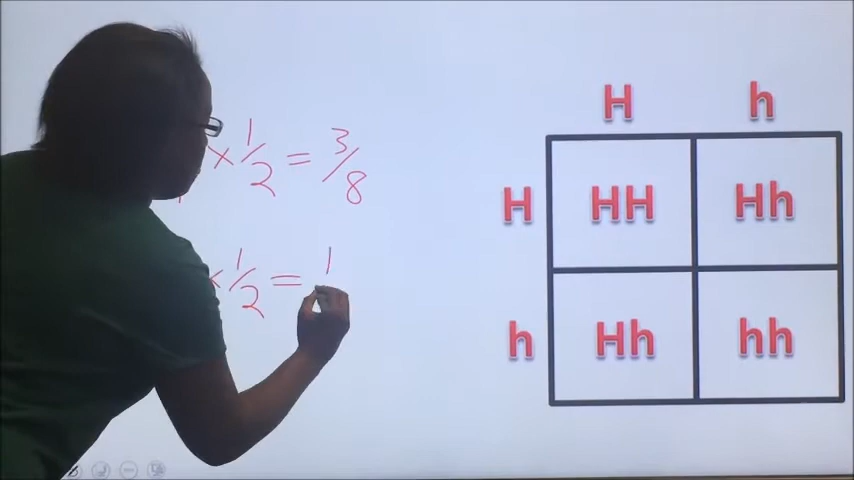 × 1/2 = 3/8
× 1/2 = 1
H h
H HH Hh
h Hh hh